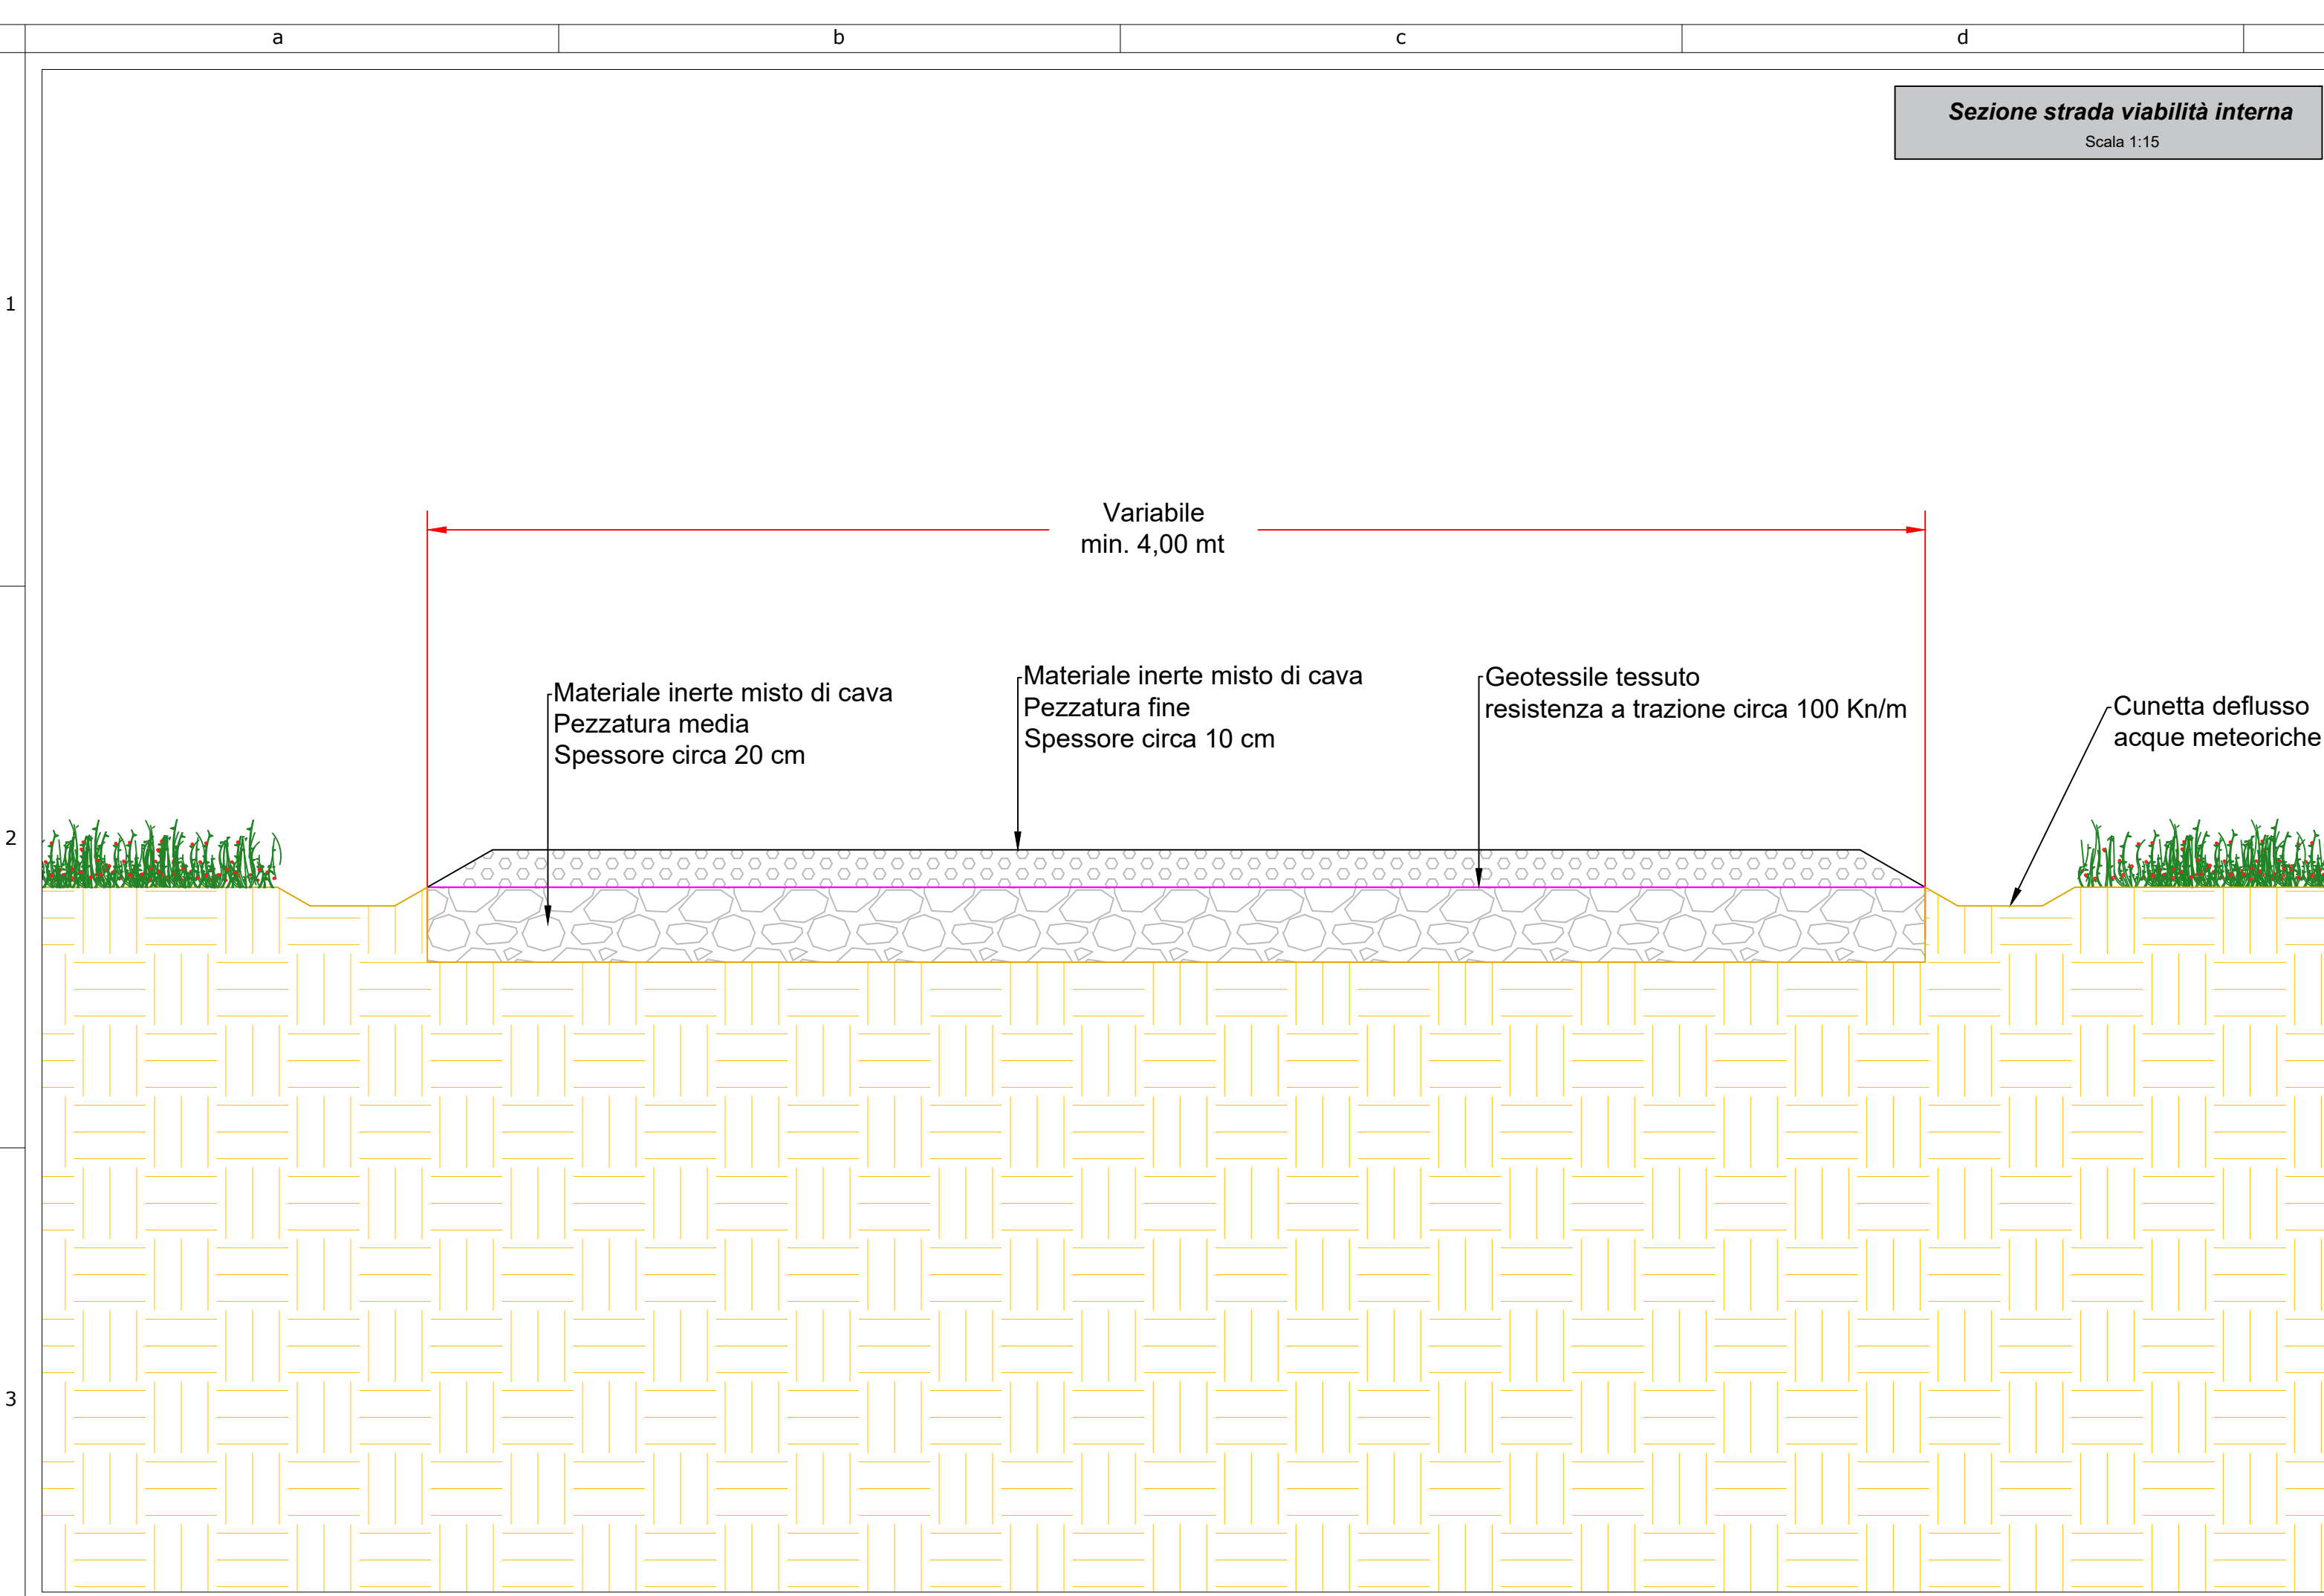 a
b
c
d
Sezione strada viabilità interna
Scala 1:15
1
Variabile
min. 4,00 mt
Materiale inerte misto di cava
Pezzatura media
Spessore circa 20 cm
Materiale inerte misto di cava
Pezzatura fine
Spessore circa 10 cm
Geotessile tessuto
resistenza a trazione circa 100 Kn/m
Cunetta deflusso
acque meteoriche
2
3